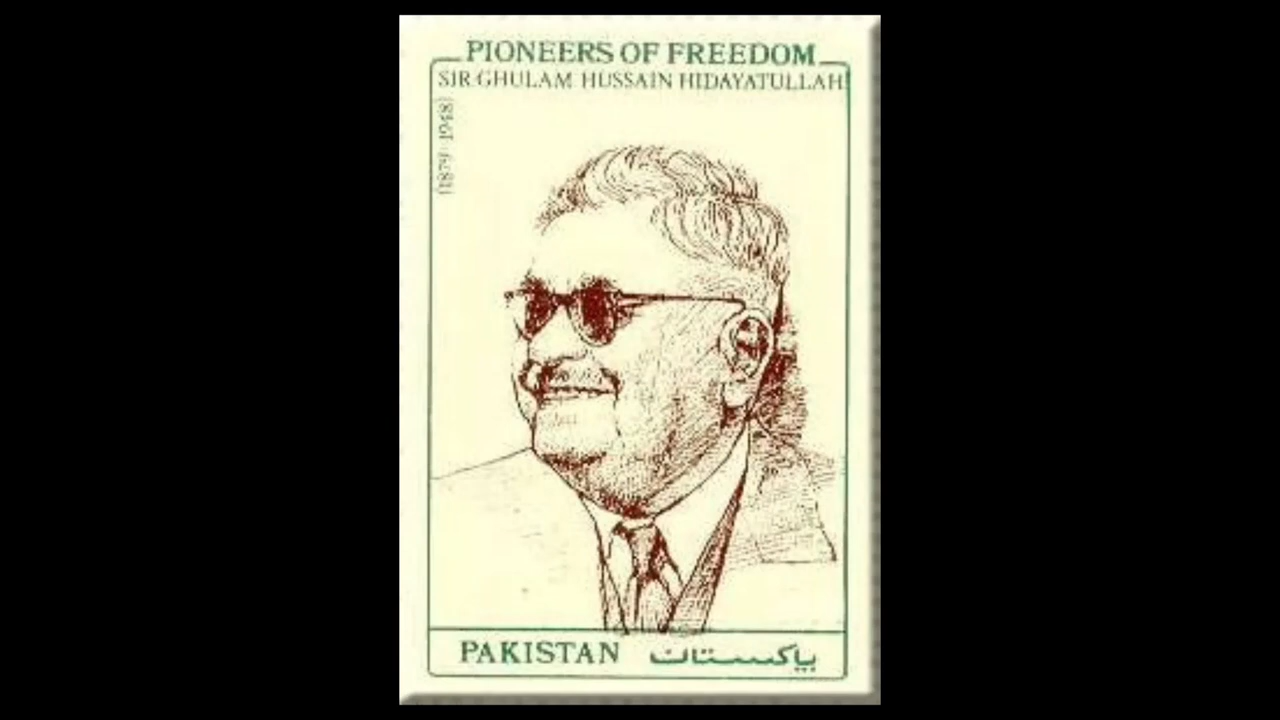 PIONEERS OF FREEDOM
SIR GHULAM HUSSAIN HIDAYATULLAH
(1879-1948)
PAKISTAN پاکستان